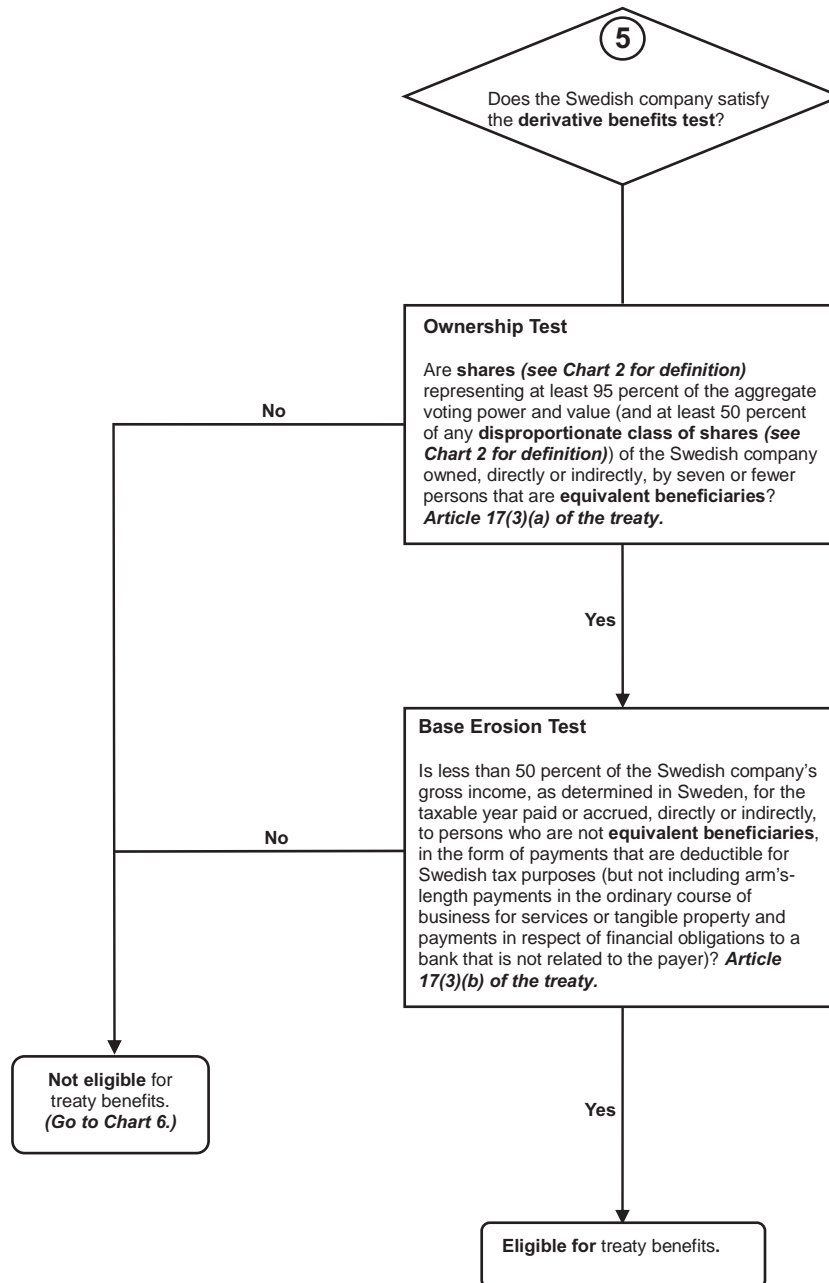 5
Does the Swedish company satisfy
the derivative benefits test?
Ownership Test
Are shares (see Chart 2 for definition)
representing at least 95 percent of the aggregate
voting power and value (and at least 50 percent
of any disproportionate class of shares (see
Chart 2 for definition)) of the Swedish company
owned, directly or indirectly, by seven or fewer
persons that are equivalent beneficiaries?
Article 17(3)(a) of the treaty.
No
Yes
Base Erosion Test
Is less than 50 percent of the Swedish company's
gross income, as determined in Sweden, for the
taxable year paid or accrued, directly or indirectly,
to persons who are not equivalent beneficiaries,
in the form of payments that are deductible for
Swedish tax purposes (but not including arm's-
length payments in the ordinary course of
business for services or tangible property and
payments in respect of financial obligations to a
bank that is not related to the payer)? Article
17(3)(b) of the treaty.
No
Not eligible for
treaty benefits.
(Go to Chart 6.)
Yes
Eligible for treaty benefits.